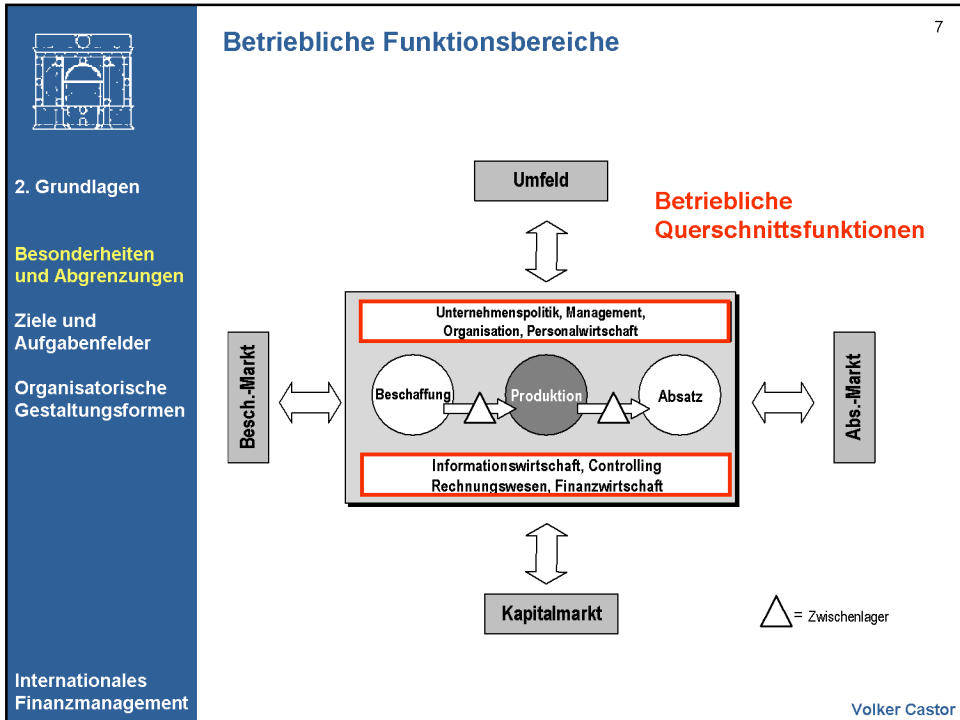 7
Betriebliche Funktionsbereiche
2. Grundlagen
Besonderheiten
und Abgrenzungen
Ziele und
Aufgabenfelder
Organisatorische
Gestaltungsformen
Internationales
Finanzmanagement
Umfeld
Betriebliche
Querschnittsfunktionen
Unternehmenspolitik, Management,
Organisation, Personalwirtschaft
Besch.-Markt
Beschaffung
Produktion
Absatz
Abs.-Markt
Informationswirtschaft, Controlling
Rechnungswesen, Finanzwirtschaft
Kapitalmarkt
= Zwischenlager
Volker Castor